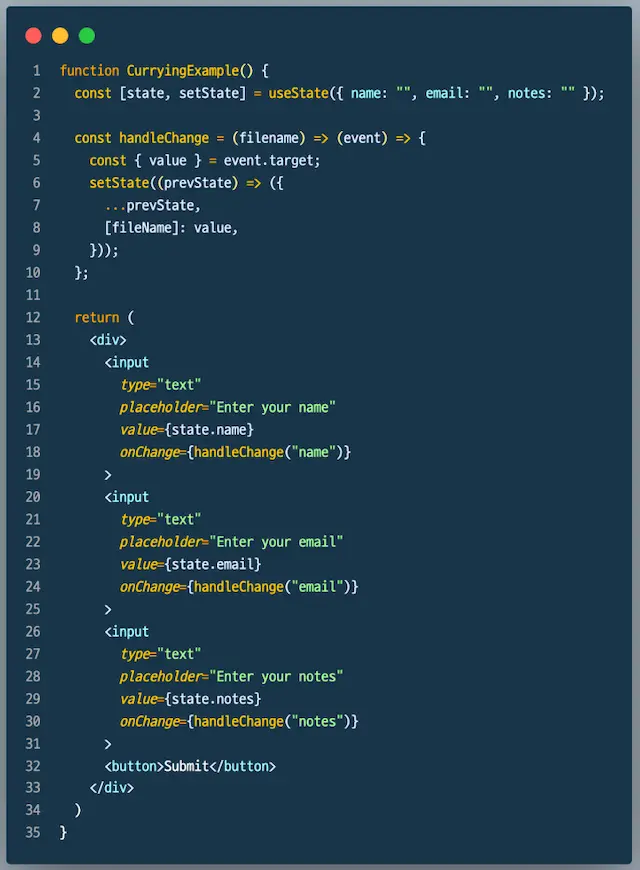 1 function CurryingExample() {
2   const [state, setState] = useState({ name: "", email: "", notes: "" });
3
4   const handleChange = (filename) => (event) => {
5     const { value } = event.target;
6     setState((prevState) => ({
7       ...prevState,
8       [fileName]: value,
9     }));
10   };
11
12   return (
13     <div>
14       <input
15         type="text"
16         placeholder="Enter your name"
17         value={state.name}
18         onChange={handleChange("name")}
19       >
20       <input
21         type="text"
22         placeholder="Enter your email"
23         value={state.email}
24         onChange={handleChange("email")}
25       >
26       <input
27         type="text"
28         placeholder="Enter your notes"
29         value={state.notes}
30         onChange={handleChange("notes")}
31       >
32       <button>Submit</button>
33     </div>
34   )
35 }